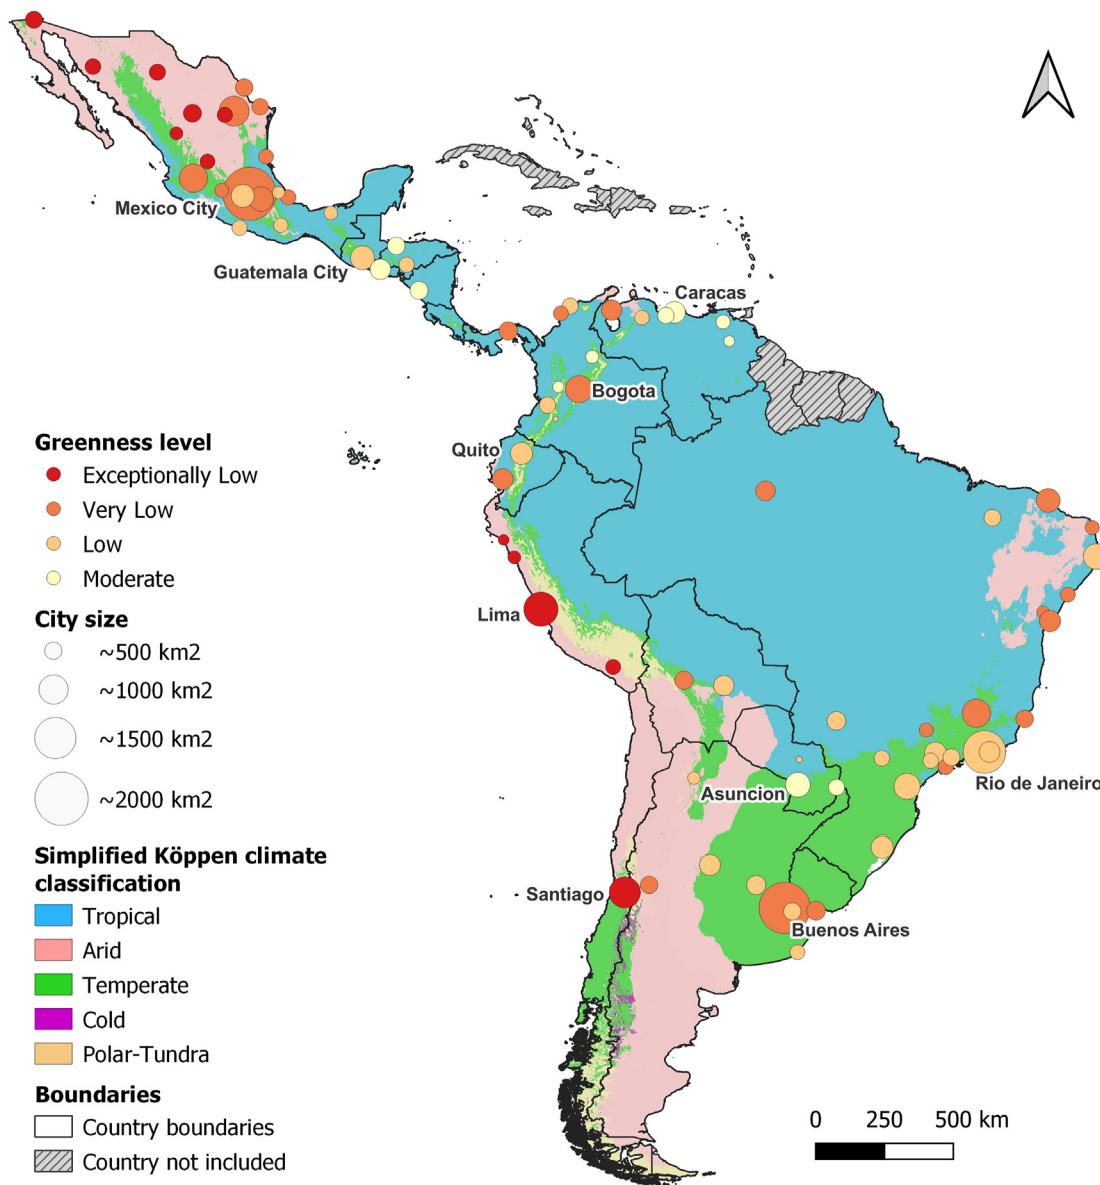 Mexico City
Guatemala City
Caracas
Bogota
Quito
Lima
Asuncion
Rio de Janeiro
Santiago
Buenos Aires
Greenness level
Exceptionally Low
Very Low
Low
Moderate
City size
~500 km2
~1000 km2
~1500 km2
~2000 km2
Simplified Köppen climate
classification
Tropical
Arid
Temperate
Cold
Polar-Tundra
Boundaries
Country boundaries
Country not included
0 250 500 km